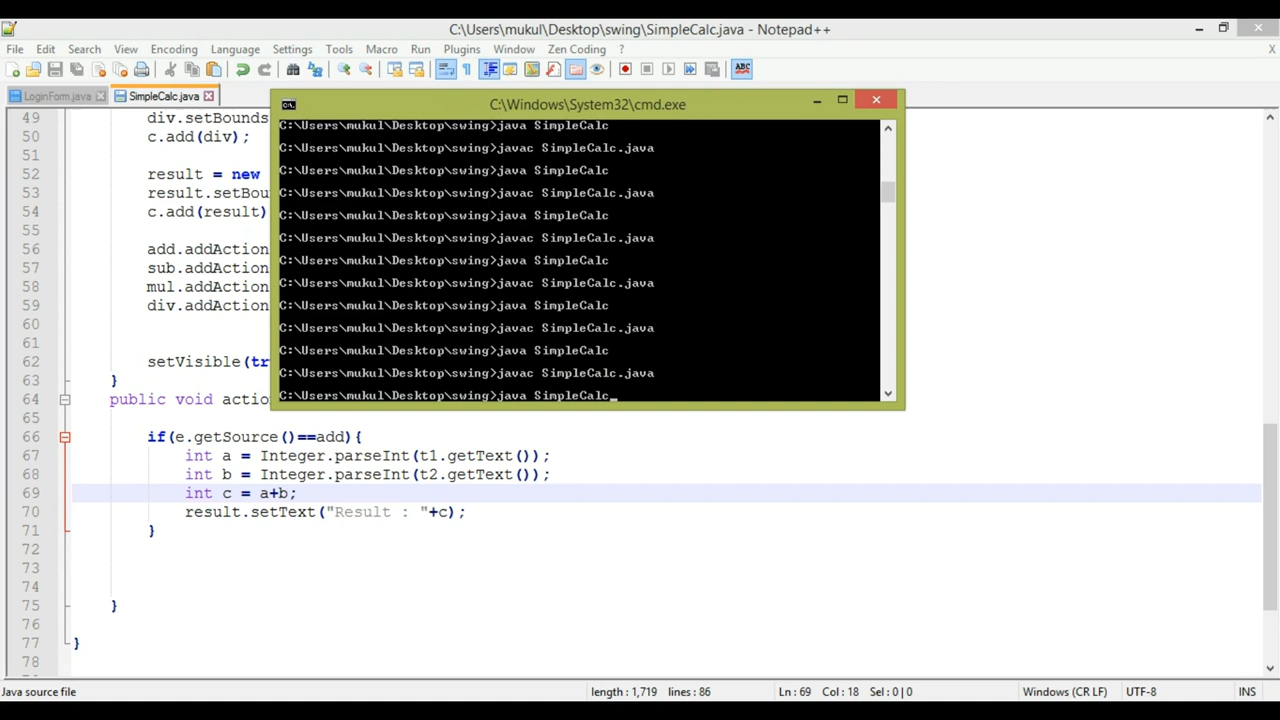 C:\Users\mukul\Desktop\swing\SimpleCalc.java - Notepad++
File Edit Search View Encoding Language Settings Tools Macro Run Plugins Window Zen Coding ? X
ABC
LoginForm.java SimpleCalc.java
C:\Windows\System32\cmd.exe
C:\Users\mukul\Desktop\swing>java SimpleCalc
C:\Users\mukul\Desktop\swing>javac SimpleCalc.java
C:\Users\mukul\Desktop\swing>java SimpleCalc
C:\Users\mukul\Desktop\swing>javac SimpleCalc.java
C:\Users\mukul\Desktop\swing>java SimpleCalc
C:\Users\mukul\Desktop\swing>javac SimpleCalc.java
C:\Users\mukul\Desktop\swing>java SimpleCalc
C:\Users\mukul\Desktop\swing>javac SimpleCalc.java
C:\Users\mukul\Desktop\swing>java SimpleCalc
C:\Users\mukul\Desktop\swing>javac SimpleCalc.java
C:\Users\mukul\Desktop\swing>java SimpleCalc
C:\Users\mukul\Desktop\swing>javac SimpleCalc.java
C:\Users\mukul\Desktop\swing>java SimpleCalc_
49 div.setBounds
50 c.add(div);
51
52 result = new
53 result.setBou
54 c.add(result)
55
56 add.addAction
57 sub.addAction
58 mul.addAction
59 div.addAction
60
61
62 setVisible(tr
63 }
64 public void actio
65
66 if(e.getSource()==add){
67 int a = Integer.parseInt(t1.getText());
68 int b = Integer.parseInt(t2.getText());
69 int c = a+b;
70 result.setText("Result : "+c);
71 }
72
73
74
75 }
76
77 }
78
Java source file length : 1,719 lines : 86 Ln : 69 Col : 18 Sel : 0 | 0 Windows (CR LF) UTF-8 INS